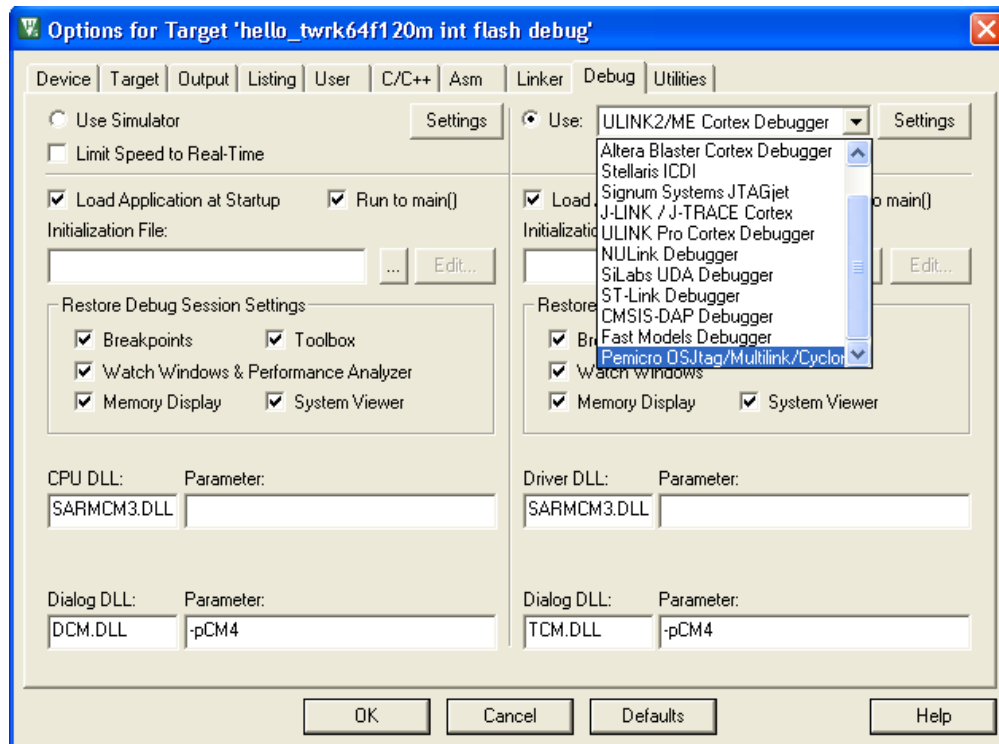 Options for Target 'hello_twrk64f120m int flash debug'
Device Target Output Listing User C/C++ Asm Linker Debug Utilities
Use Simulator
Settings
Limit Speed to Real-Time
Load Application at Startup
Run to main()
Initialization File:
...
Edit...
Restore Debug Session Settings
Breakpoints
Toolbox
Watch Windows & Performance Analyzer
Memory Display
System Viewer
CPU DLL:
Parameter:
SARMCM3.DLL
Dialog DLL:
Parameter:
DCM.DLL
-pCM4
Use:
ULINK2/ME Cortex Debugger
Settings
Altera Blaster Cortex Debugger
Stellaris ICDI
Signum Systems JTAGjet
J-LINK / J-TRACE Cortex
ULINK Pro Cortex Debugger
NULink Debugger
SiLabs UDA Debugger
ST-Link Debugger
CMSIS-DAP Debugger
Fast Models Debugger
Pemicro OSJtag/Multilink/Cyclon
Load
o main()
Initializatio
Edit...
Restore
Br
Watch Windows
Memory Display
System Viewer
Driver DLL:
Parameter:
SARMCM3.DLL
Dialog DLL:
Parameter:
TCM.DLL
-pCM4
OK
Cancel
Defaults
Help